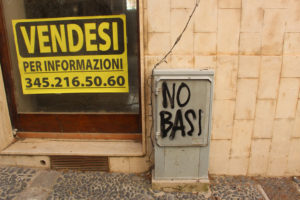 VENDESI
PER INFORMAZIONI
345.216.50.60
NO
BASI